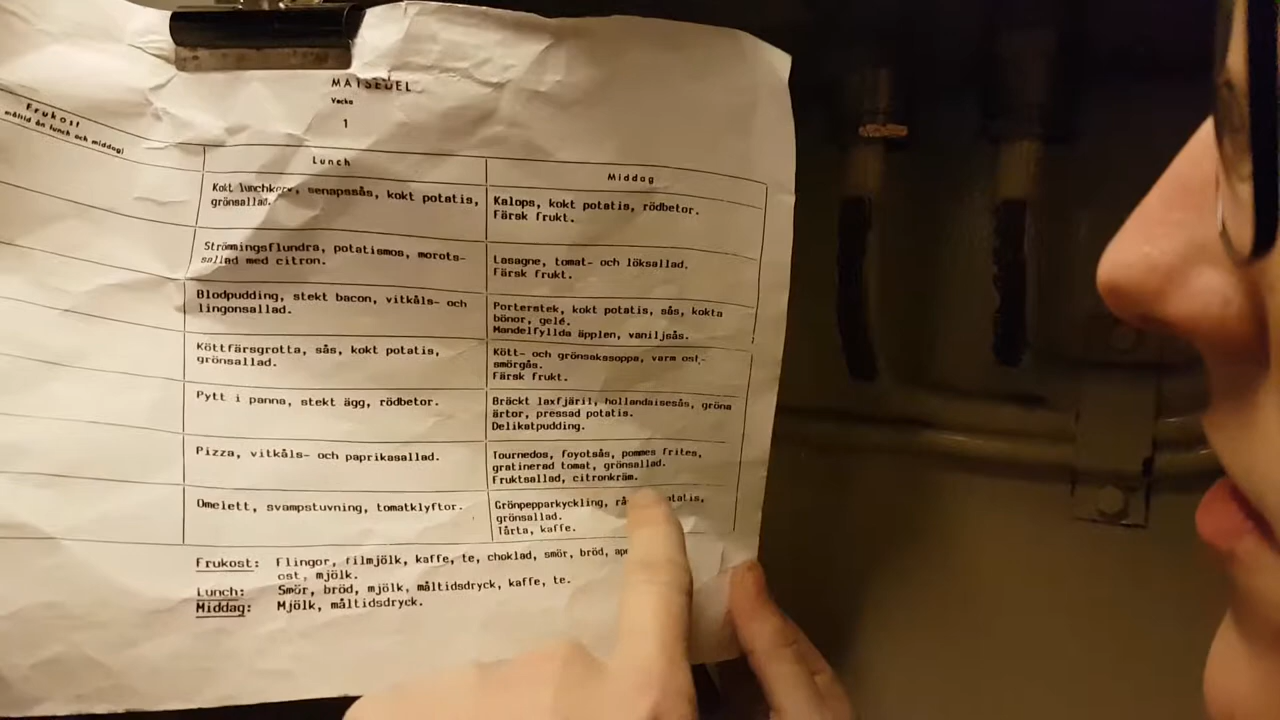 MATSEDEL
Vecka
1
Frukost
måltid än lunch och middag)
Lunch
Middag
Kokt lunchkorv, senapssås, kokt potatis,
grönsallad.
Kalops, kokt potatis, rödbetor.
Färsk frukt.
Strömmingsflundra, potatismos, morots-
sallad med citron.
Lasagne, tomat- och löksallad.
Färsk frukt.
Blodpudding, stekt bacon, vitkåls- och
lingonsallad.
Porterstek, kokt potatis, sås, kokta
bönor, gelé.
Mandelfyllda äpplen, vaniljsås.
Köttfärsgrotta, sås, kokt potatis,
grönsallad.
Kött- och grönsakssoppa, varm ost-
smörgås.
Färsk frukt.
Pytt i panna, stekt ägg, rödbetor.
Bräckt laxfjäril, hollandaisesås, gröna
ärtor, pressad potatis.
Delikatpudding.
Pizza, vitkåls- och paprikasallad.
Tournedos, foyotsås, pommes frites,
gratinerad tomat, grönsallad.
Fruktsallad, citronkräm.
Omelett, svampstuvning, tomatklyftor.
Grönpepparkyckling,
grönsallad.
Tårta, kaffe.
Frukost: Flingor, filmjölk, kaffe, te, choklad, smör, bröd,
ost, mjölk.
Lunch: Smör, bröd, mjölk, måltidsdryck, kaffe, te.
Middag: Mjölk, måltidsdryck.